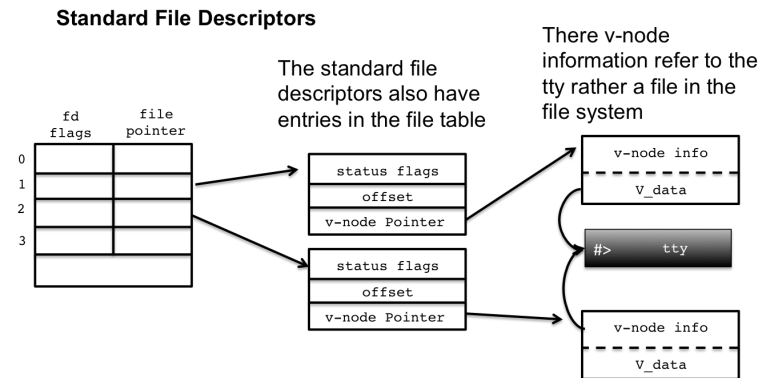 Standard File Descriptors
The standard file
descriptors also have
entries in the file table
There v-node
information refer to the
tty rather a file in the
file system
fd
flags
file
pointer
0
1
2
3
status flags
offset
v-node Pointer
status flags
offset
v-node Pointer
v-node info
V_data
#> tty
v-node info
V_data